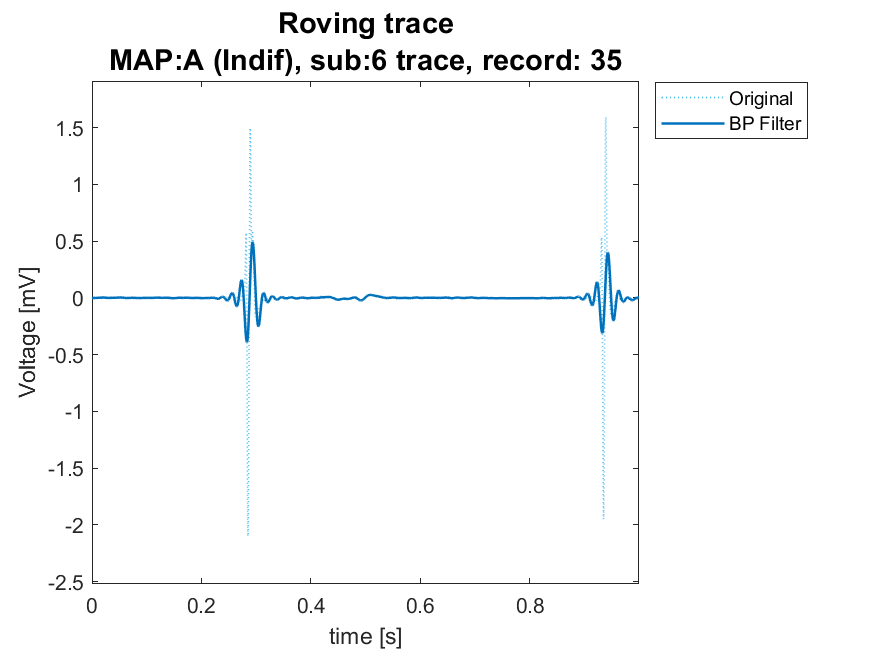 Roving trace
MAP:A (Indif), sub:6 trace, record: 35
Original
BP Filter
1.5
1
0.5
0
-0.5
-1
-1.5
-2
-2.5
Voltage [mV]
0 0.2 0.4 0.6 0.8
time [s]